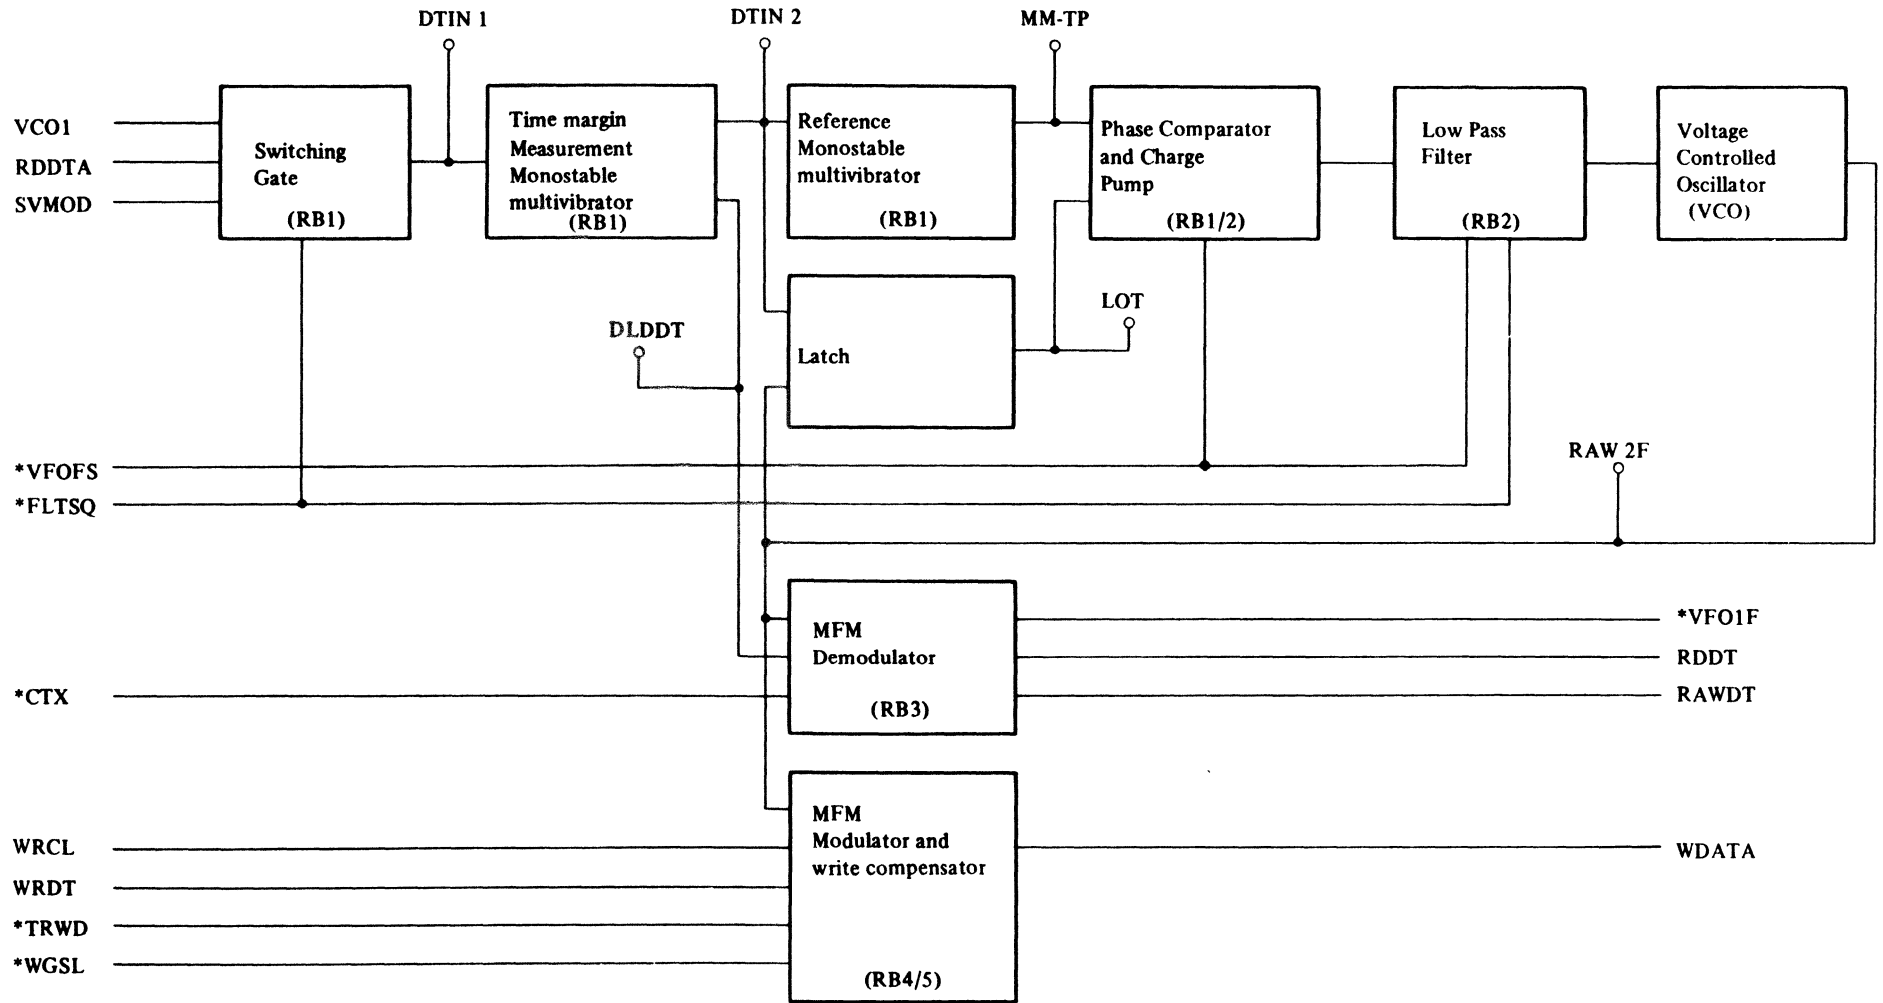 DTIN 1
DTIN 2
MM-TP
VCO1
RDDTA
SVMOD
Switching
Gate
(RB1)
Time margin
Measurement
Monostable
multivibrator
(RB1)
Reference
Monostable
multivibrator
(RB1)
Phase Comparator
and Charge
Pump
(RB1/2)
Low Pass
Filter
(RB2)
Voltage
Controlled
Oscillator
(VCO)
DLDDT
Latch
LOT
*VFOFS
*FLTSQ
RAW 2F
*CTX
MFM
Demodulator
(RB3)
*VFO1F
RDDT
RAWDT
WRCL
WRDT
*TRWD
*WGSL
MFM
Modulator and
write compensator
(RB4/5)
WDATA